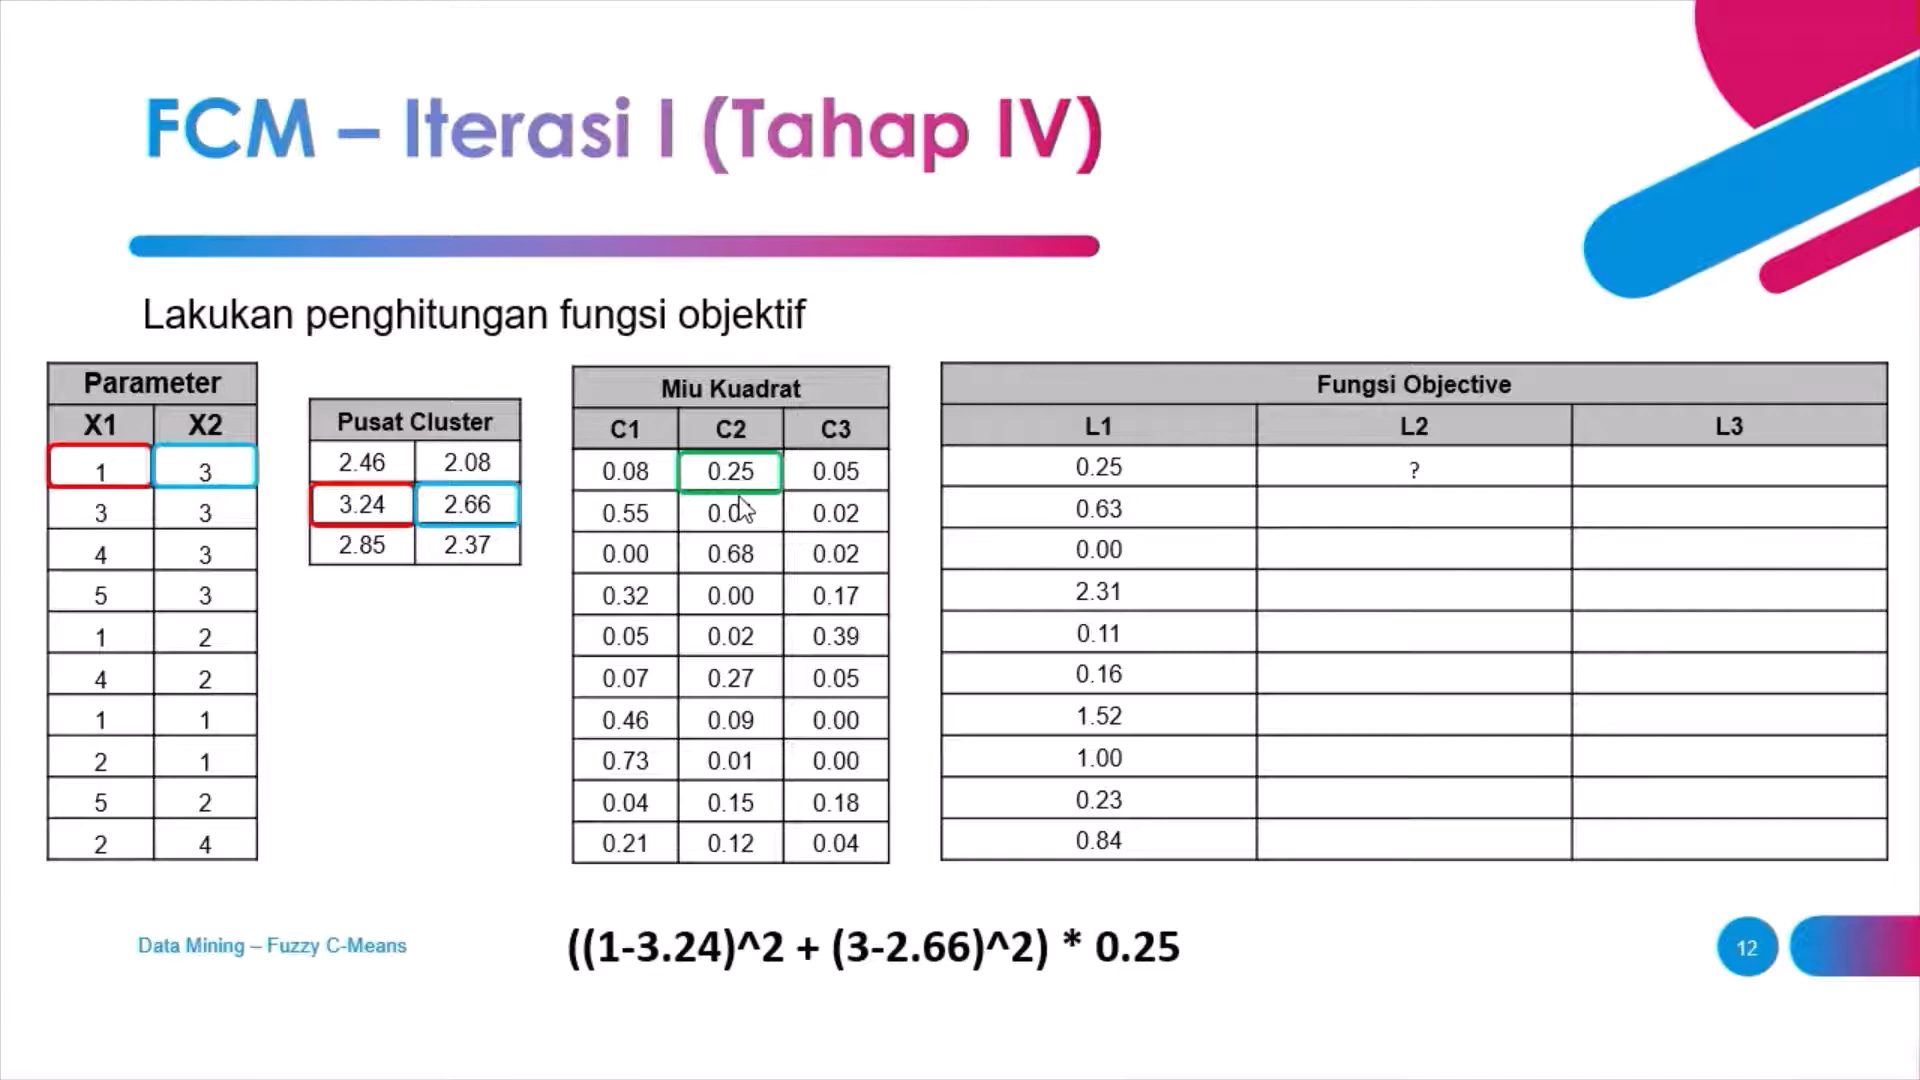 FCM – Iterasi I (Tahap IV)
Lakukan penghitungan fungsi objektif
Parameter
X1 X2
1 3
3 3
4 3
5 3
1 2
4 2
1 1
2 1
5 2
2 4
Pusat Cluster
2.46 2.08
3.24 2.66
2.85 2.37
Miu Kuadrat
C1 C2 C3
0.08 0.25 0.05
0.55 0.02
0.00 0.68 0.02
0.32 0.00 0.17
0.05 0.02 0.39
0.07 0.27 0.05
0.46 0.09 0.00
0.73 0.01 0.00
0.04 0.15 0.18
0.21 0.12 0.04
Fungsi Objective
L1 L2 L3
0.25 ?
0.63
0.00
2.31
0.11
0.16
1.52
1.00
0.23
0.84
Data Mining – Fuzzy C-Means
((1-3.24)^2 + (3-2.66)^2) * 0.25
12